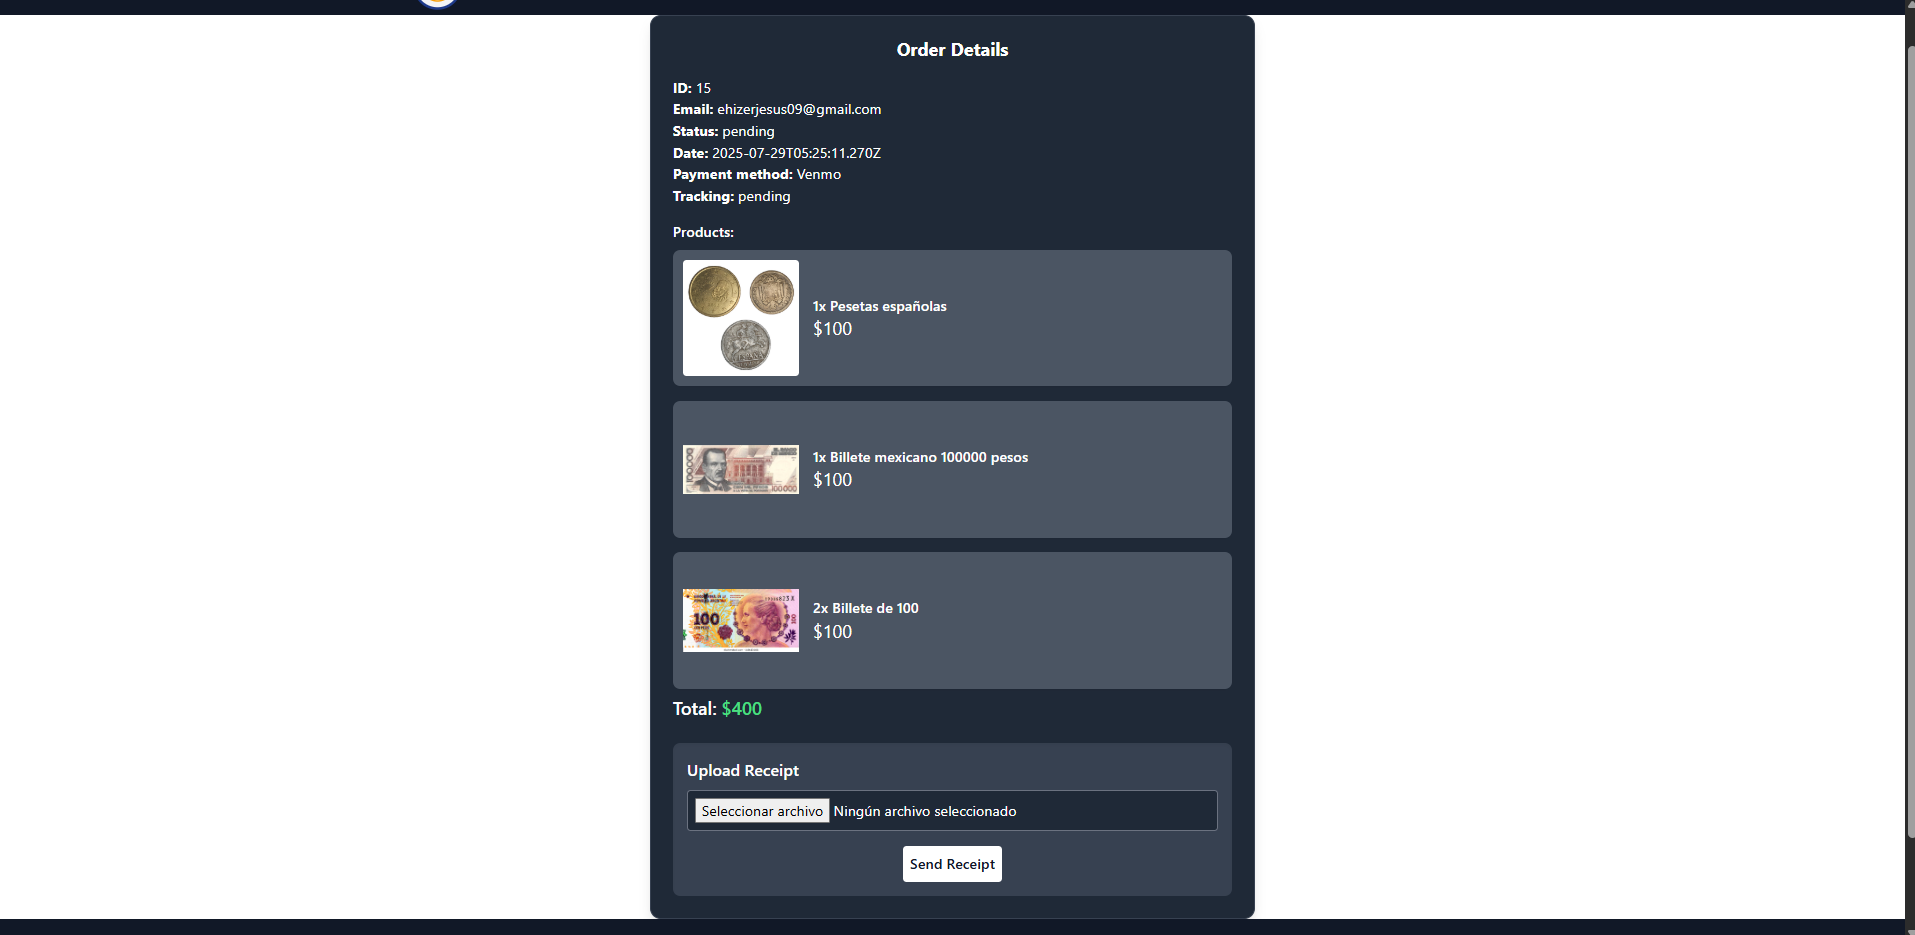 Order Details
ID: 15
Email: ehizerjesus09@gmail.com
Status: pending
Date: 2025-07-29T05:25:11.270Z
Payment method: Venmo
Tracking: pending
Products:
1x Pesetas españolas
$100
1x Billete mexicano 100000 pesos
$100
100
2x Billete de 100
$100
Total: $400
Upload Receipt
Seleccionar archivo Ningún archivo seleccionado
Send Receipt